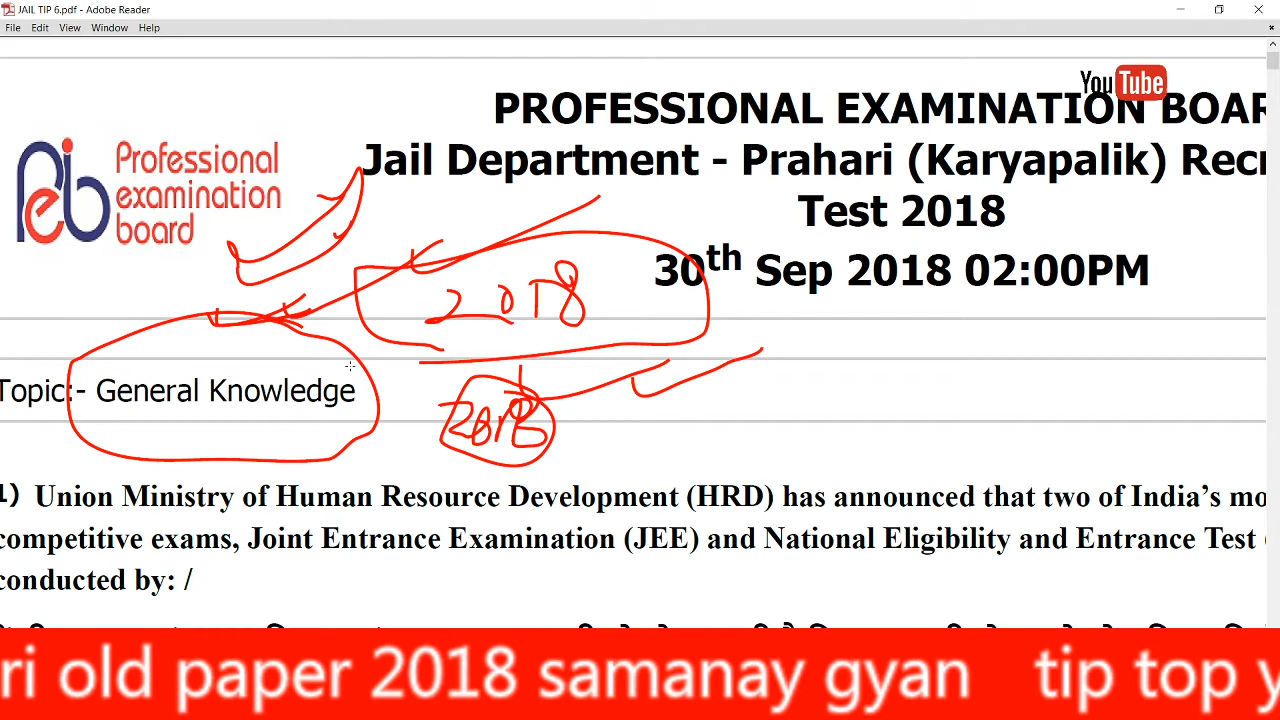 JAIL TIP 6.pdf - Adobe Reader
File Edit View Window Help
YouTube
PROFESSIONAL EXAMINATION BOAR
Professional
examination
board
Jail Department - Prahari (Karyapalik) Recr
Test 2018
30th Sep 2018 02:00PM
2018
Topic:- General Knowledge
2018
1) Union Ministry of Human Resource Development (HRD) has announced that two of India's mo
competitive exams, Joint Entrance Examination (JEE) and National Eligibility and Entrance Test
conducted by: /
ri old paper 2018 samanay gyan tip top y